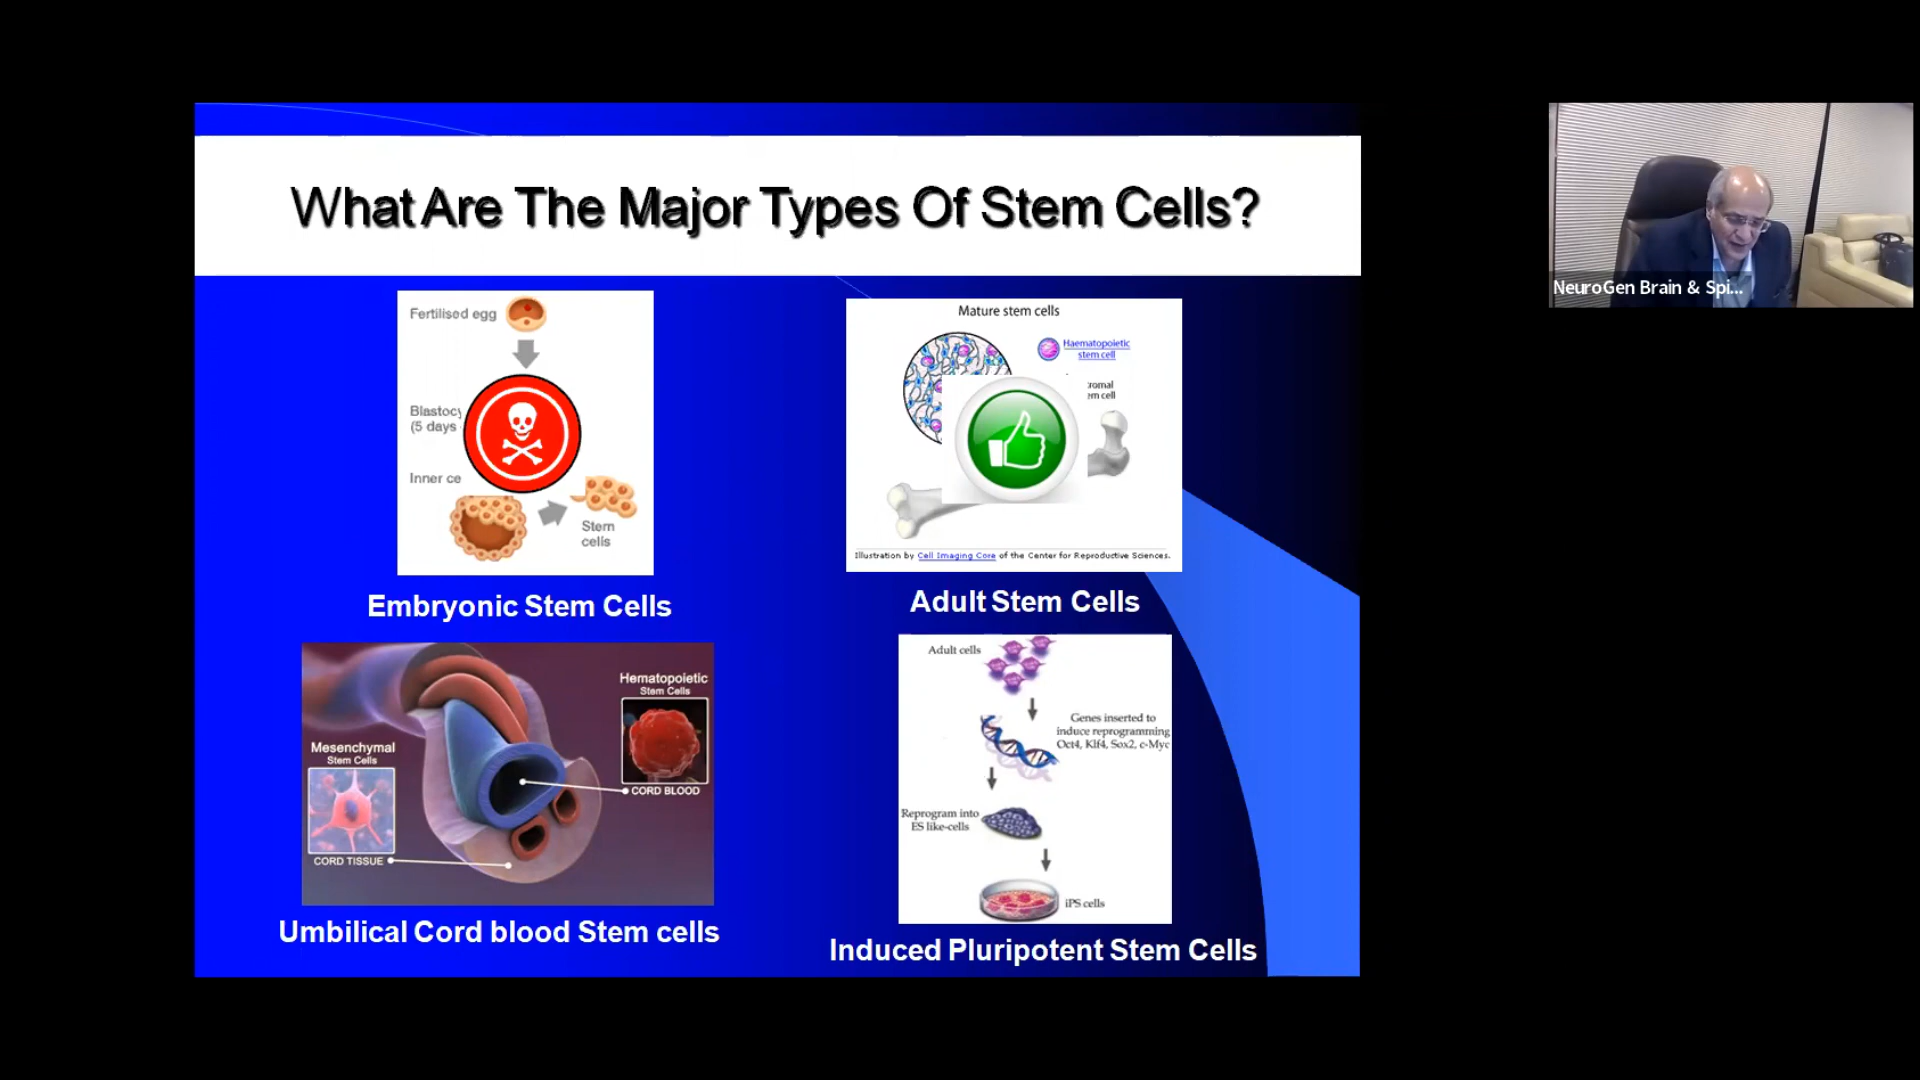 What Are The Major Types Of Stem Cells?
Fertilised egg
Blastocy
(5 days
Inner ce
Stem
cells
Embryonic Stem Cells
Mature stem cells
Haematopoietic
stem cell
tromal
em cell
Illustration by Cell Imaging Core of the Center for Reproductive Sciences.
Adult Stem Cells
Hematopoietic
Stem Cells
Mesenchymal
Stem Cells
CORD BLOOD
CORD TISSUE
Umbilical Cord blood Stem cells
Adult cells
Genes inserted to
induce reprogramming
Oct4, Klf4, Sox2, c-Myc
Reprogram into
ES like-cells
iPS cells
Induced Pluripotent Stem Cells
NeuroGen Brain & Spi...